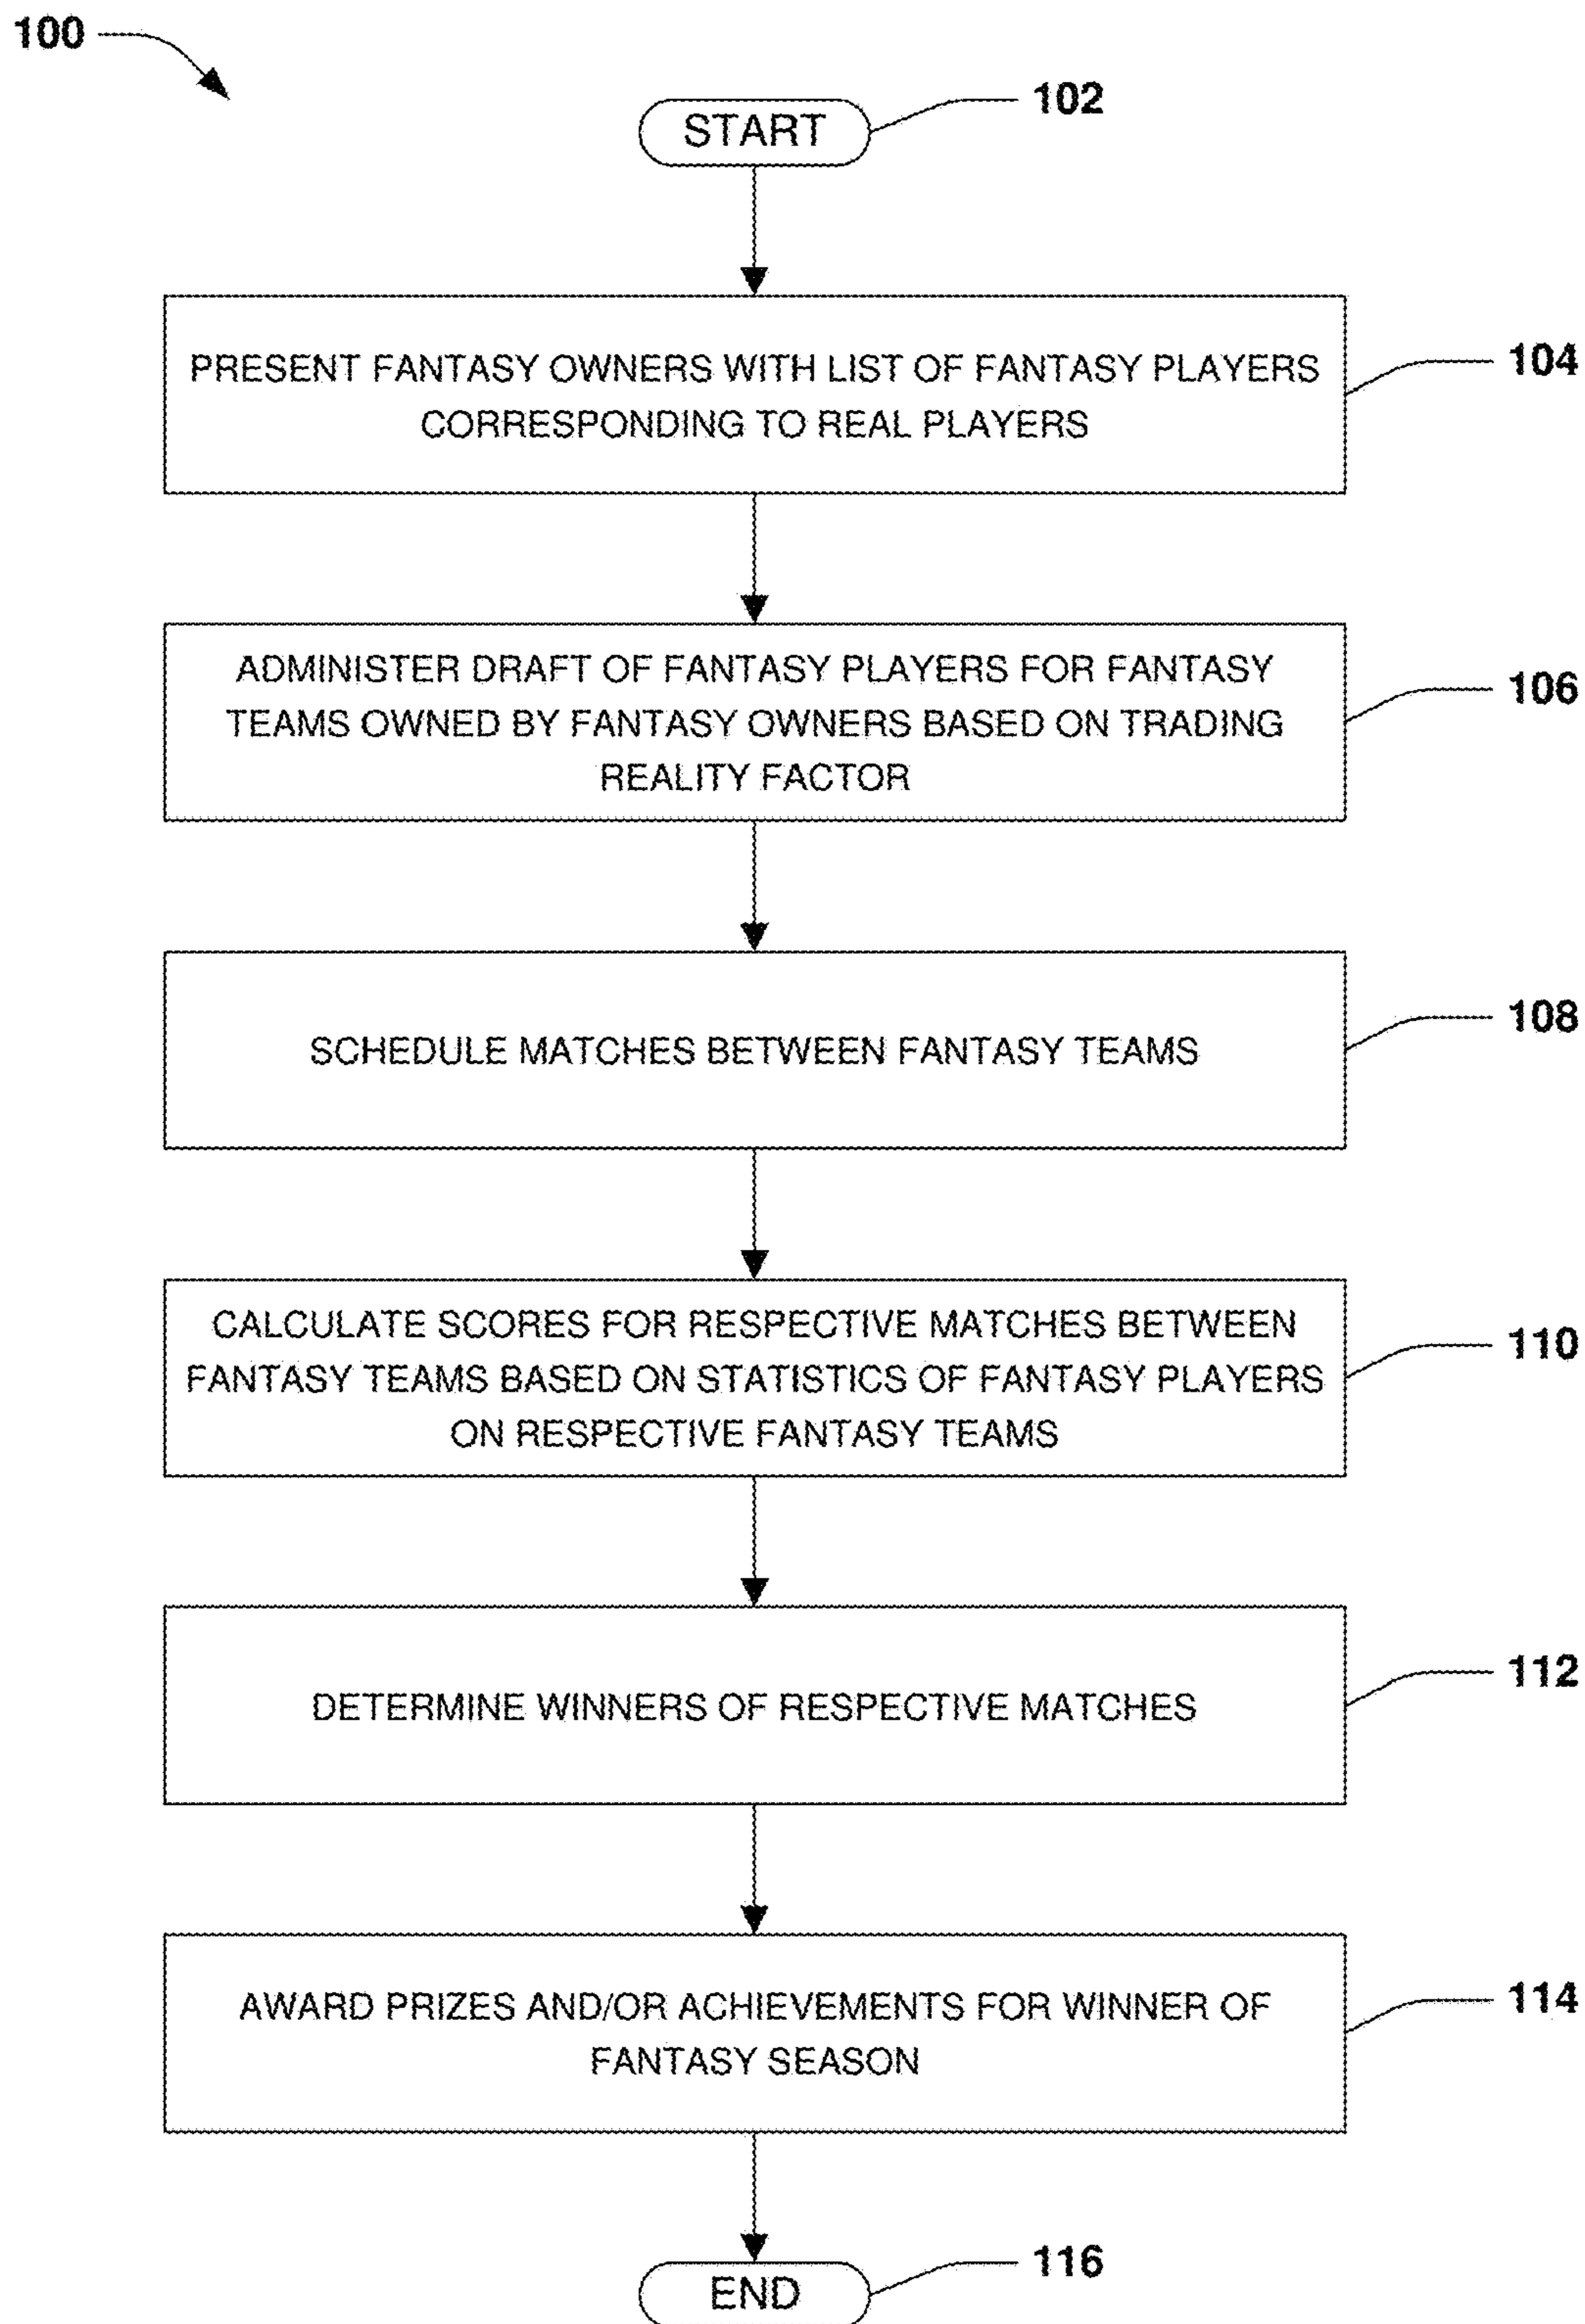 100
START
102
PRESENT FANTASY OWNERS WITH LIST OF FANTASY PLAYERS
CORRESPONDING TO REAL PLAYERS
104
ADMINISTER DRAFT OF FANTASY PLAYERS FOR FANTASY
TEAMS OWNED BY FANTASY OWNERS BASED ON TRADING
REALITY FACTOR
106
SCHEDULE MATCHES BETWEEN FANTASY TEAMS
108
CALCULATE SCORES FOR RESPECTIVE MATCHES BETWEEN
FANTASY TEAMS BASED ON STATISTICS OF FANTASY PLAYERS
ON RESPECTIVE FANTASY TEAMS
110
DETERMINE WINNERS OF RESPECTIVE MATCHES
112
AWARD PRIZES AND/OR ACHIEVEMENTS FOR WINNER OF
FANTASY SEASON
114
END
116